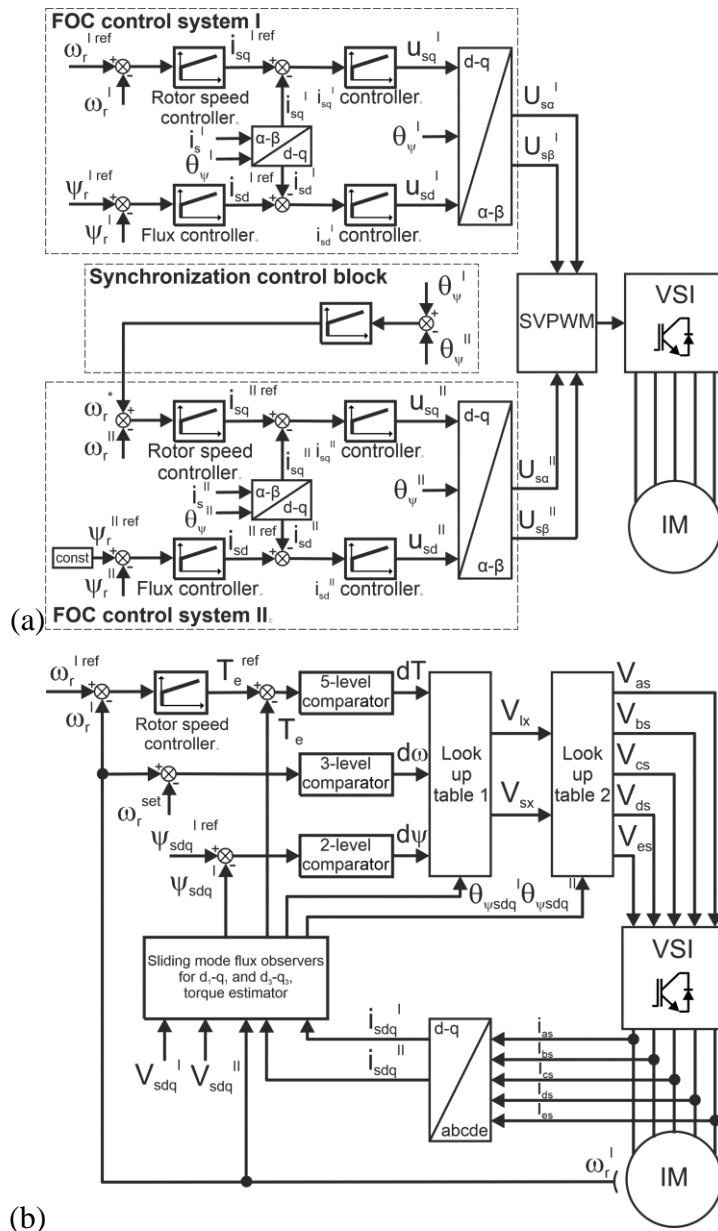 FOC control system I
ω_r^{I ref} + -
ω_r^I
Rotor speed
controller.
i_sq^{I ref} + -
i_sq^I
i_sq^I controller.
u_sq^I
d-q
α-β
U_sα^I
U_sβ^I
i_s^I
θ_ψ^I
α-β
d-q
θ_ψ^I
ψ_r^{I ref} + -
ψ_r^I
Flux controller.
i_sd^{I ref} + -
i_sd^I
i_sd^I controller.
u_sd^I
Synchronization control block
θ_ψ^I
+ -
θ_ψ^{II}
SVPWM
VSI
IM
ω_r^* + -
ω_r^{II}
Rotor speed
controller.
i_sq^{II ref} + -
i_sq^{II}
i_sq^{II} controller.
u_sq^{II}
d-q
α-β
U_sα^{II}
U_sβ^{II}
i_s^{II}
θ_ψ^{II}
α-β
d-q
θ_ψ^{II}
const
ψ_r^{II ref} + -
ψ_r^{II}
Flux controller.
i_sd^{II ref} + -
i_sd^{II}
i_sd^{II} controller.
u_sd^{II}
FOC control system II.
(a)
ω_r^{I ref} + -
ω_r^I
Rotor speed
controller.
T_e^{ref} + -
T_e
5-level
comparator
dT
+ -
ω_r^{set}
3-level
comparator
dω
ψ_sdq^{I ref} + -
ψ_sdq^I
2-level
comparator
dψ
Look
up
table 1
V_lx
V_sx
Look
up
table 2
V_as
V_bs
V_cs
V_ds
V_es
θ_ψsdq^I θ_ψsdq^{II}
Sliding mode flux observers
for d₁-q₁ and d₃-q₃,
torque estimator
V_sdq^I
V_sdq^{II}
i_sdq^I
i_sdq^{II}
d-q
abcde
i_as
i_bs
i_cs
i_ds
i_es
VSI
IM
ω_r^I
(b)